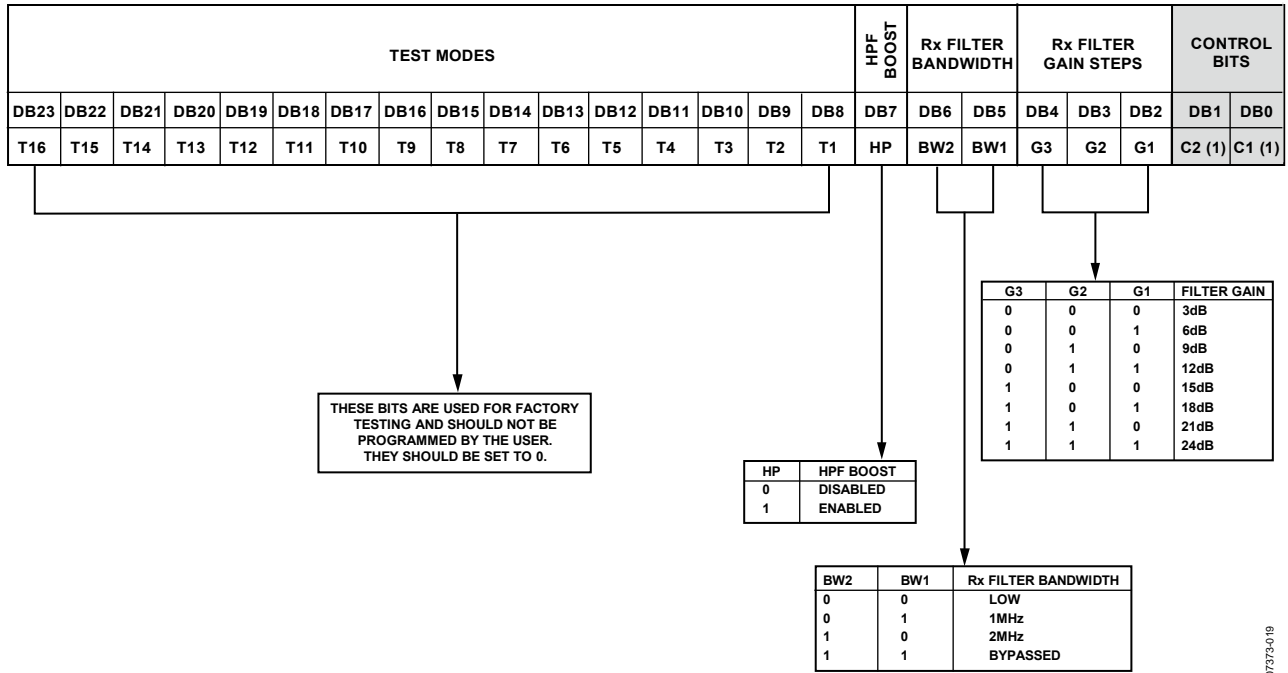 TEST MODES
HPF
BOOST
Rx FILTER
BANDWIDTH
Rx FILTER
GAIN STEPS
CONTROL
BITS
DB23 DB22 DB21 DB20 DB19 DB18 DB17 DB16 DB15 DB14 DB13 DB12 DB11 DB10 DB9 DB8 DB7 DB6 DB5 DB4 DB3 DB2 DB1 DB0
T16 T15 T14 T13 T12 T11 T10 T9 T8 T7 T6 T5 T4 T3 T2 T1 HP BW2 BW1 G3 G2 G1 C2 (1) C1 (1)
G3 G2 G1 FILTER GAIN
0 0 0 3dB
0 0 1 6dB
0 1 0 9dB
0 1 1 12dB
1 0 0 15dB
1 0 1 18dB
1 1 0 21dB
1 1 1 24dB
THESE BITS ARE USED FOR FACTORY
TESTING AND SHOULD NOT BE
PROGRAMMED BY THE USER.
THEY SHOULD BE SET TO 0.
HP HPF BOOST
0 DISABLED
1 ENABLED
BW2 BW1 Rx FILTER BANDWIDTH
0 0 LOW
0 1 1MHz
1 0 2MHz
1 1 BYPASSED
07373-019